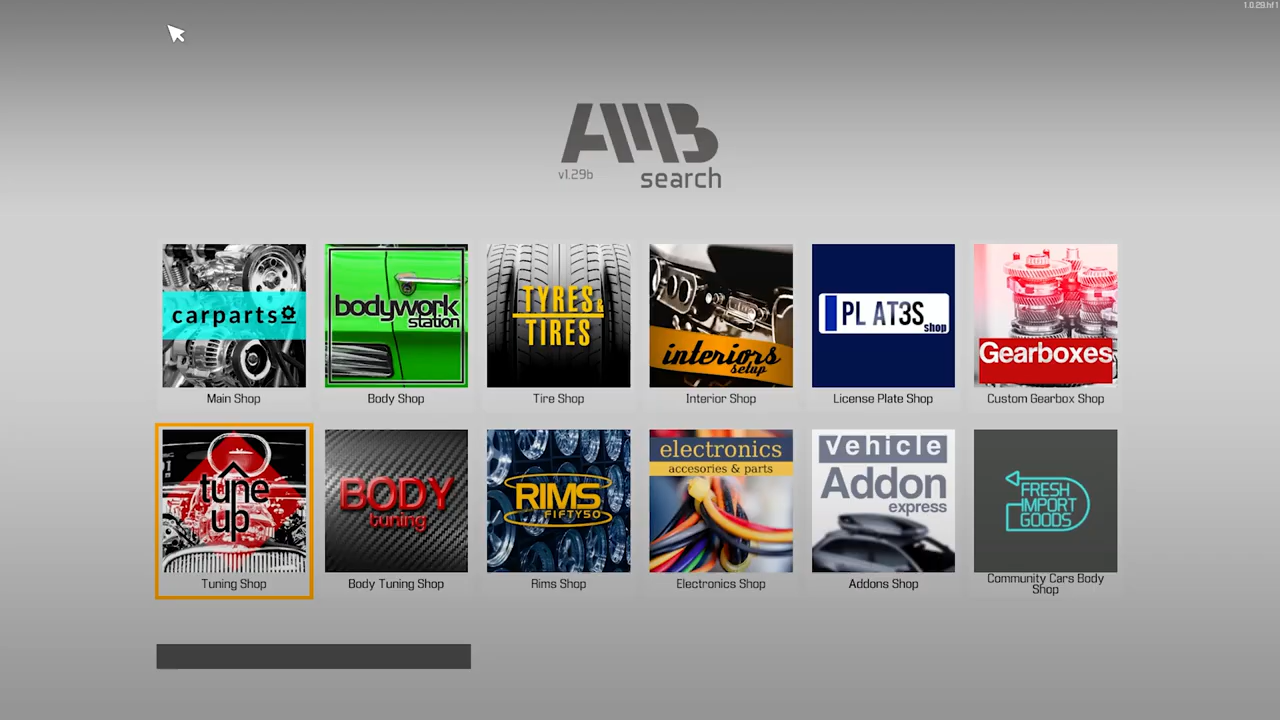 1.0.29.hf1
AMB
v1.29b
search
carparts
Main Shop
bodywork
station
Body Shop
TYRES&
TIRES
Tire Shop
interiors
setup
Interior Shop
PL AT3S
shop
License Plate Shop
Gearboxes
Custom Gearbox Shop
tune
up
Tuning Shop
BODY
tuning
Body Tuning Shop
RIMS
FIFTY50
Rims Shop
electronics
accesories & parts
Electronics Shop
vehicle
Addon
express
Addons Shop
FRESH
IMPORT
GOODS
Community Cars Body
Shop